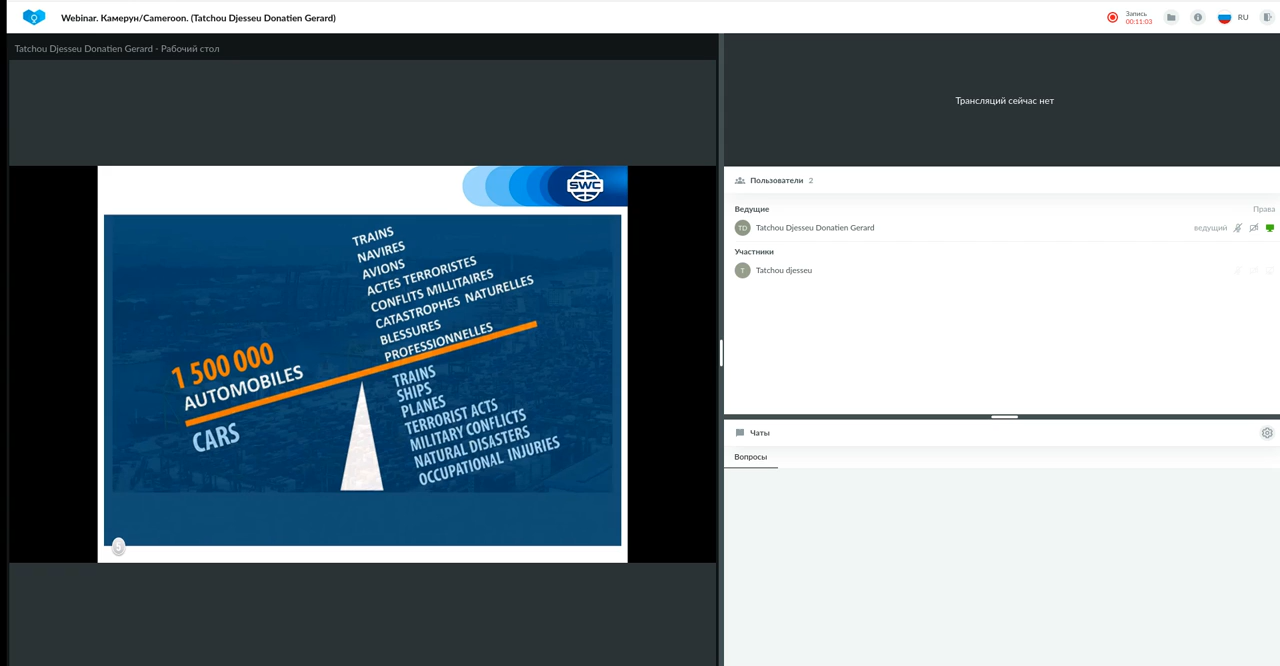 Webinar. Камерун/Cameroon. (Tatchou Djesseu Donatien Gerard)
Запись
00:11:03
RU
Tatchou Djesseu Donatien Gerard - Рабочий стол
SWC
TRAINS
NAVIRES
AVIONS
ACTES TERRORISTES
CONFLITS MILLITAIRES
CATASTROPHES NATURELLES
BLESSURES
PROFESSIONNELLES
1 500 000
AUTOMOBILES
CARS
TRAINS
SHIPS
PLANES
TERRORIST ACTS
MILITARY CONFLICTS
NATURAL DISASTERS
OCCUPATIONAL INJURIES
5
Трансляций сейчас нет
Пользователи 2
Ведущие Права
TD Tatchou Djesseu Donatien Gerard ведущий
Участники
T Tatchou djesseu
Чаты
Вопросы